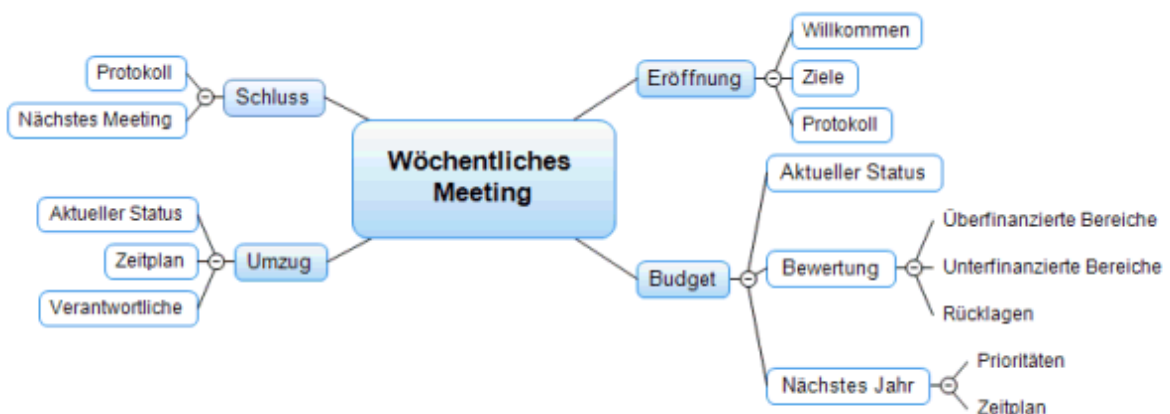 Wöchentliches
Meeting
Eröffnung
Willkommen
Ziele
Protokoll
Budget
Aktueller Status
Bewertung
Überfinanzierte Bereiche
Unterfinanzierte Bereiche
Rücklagen
Nächstes Jahr
Prioritäten
Zeitplan
Umzug
Aktueller Status
Zeitplan
Verantwortliche
Schluss
Protokoll
Nächstes Meeting